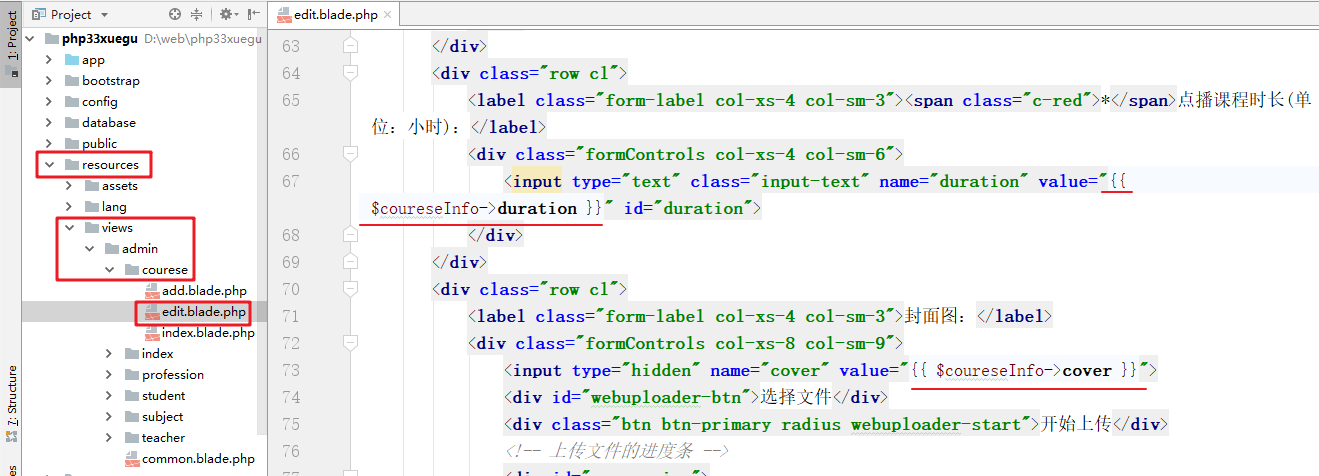 1: Project
7: Structure
Project
php33xuegu D:\web\php33xuegu
app
bootstrap
config
database
public
resources
assets
lang
views
admin
courese
add.blade.php
edit.blade.php
index.blade.php
index
profession
student
subject
teacher
common.blade.php
edit.blade.php
63 </div>
64 <div class="row cl">
65 <label class="form-label col-xs-4 col-sm-3"><span class="c-red">*</span>点播课程时长(单
位：小时)：</label>
66 <div class="formControls col-xs-4 col-sm-6">
67 <input type="text" class="input-text" name="duration" value="{{
$coureseInfo->duration }}" id="duration">
68 </div>
69 </div>
70 <div class="row cl">
71 <label class="form-label col-xs-4 col-sm-3">封面图：</label>
72 <div class="formControls col-xs-8 col-sm-9">
73 <input type="hidden" name="cover" value="{{ $coureseInfo->cover }}">
74 <div id="webuploader-btn">选择文件</div>
75 <div class="btn btn-primary radius webuploader-start">开始上传</div>
76 <!-- 上传文件的进度条 -->